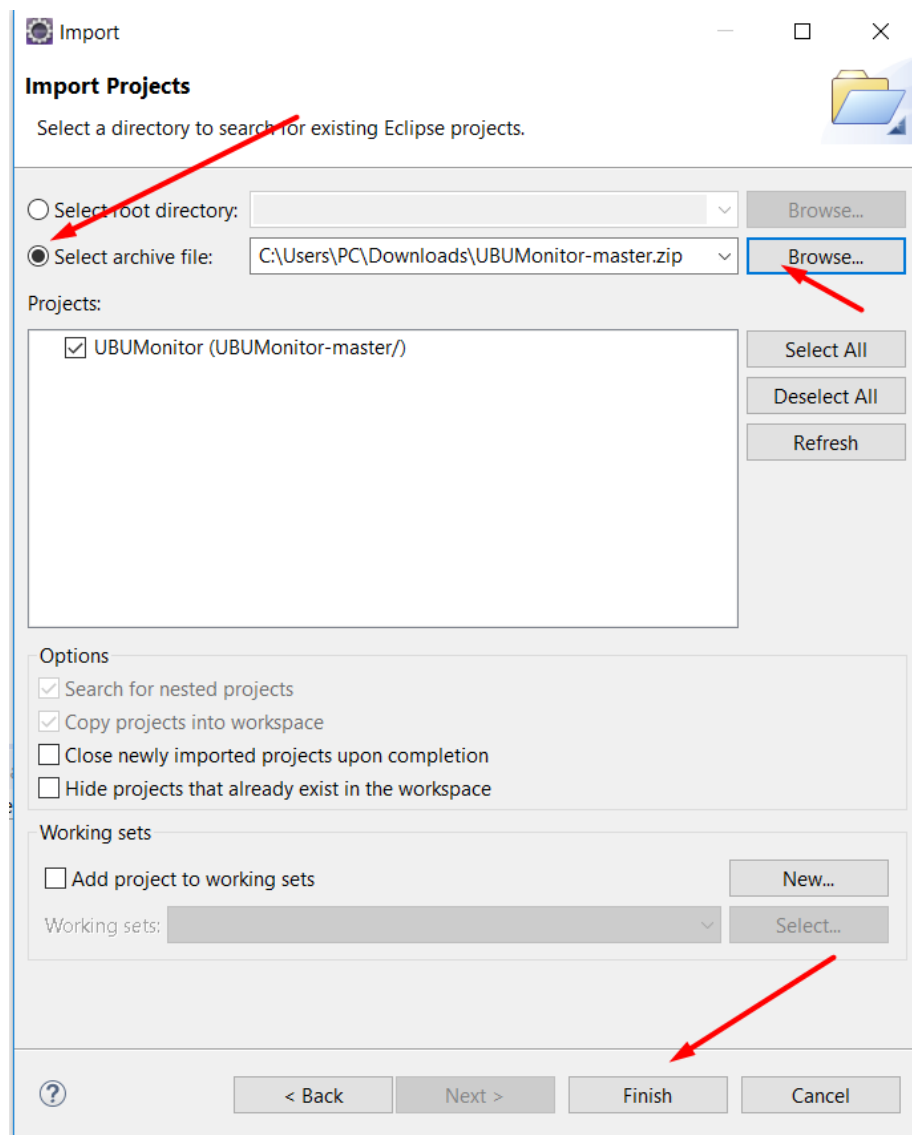 Import
Import Projects
Select a directory to search for existing Eclipse projects.
Select root directory:
Browse...
Select archive file:
C:\Users\PC\Downloads\UBUMonitor-master.zip
Browse...
Projects:
UBUMonitor (UBUMonitor-master/)
Select All
Deselect All
Refresh
Options
Search for nested projects
Copy projects into workspace
Close newly imported projects upon completion
Hide projects that already exist in the workspace
Working sets
Add project to working sets
New...
Working sets:
Select...
?
< Back
Next >
Finish
Cancel